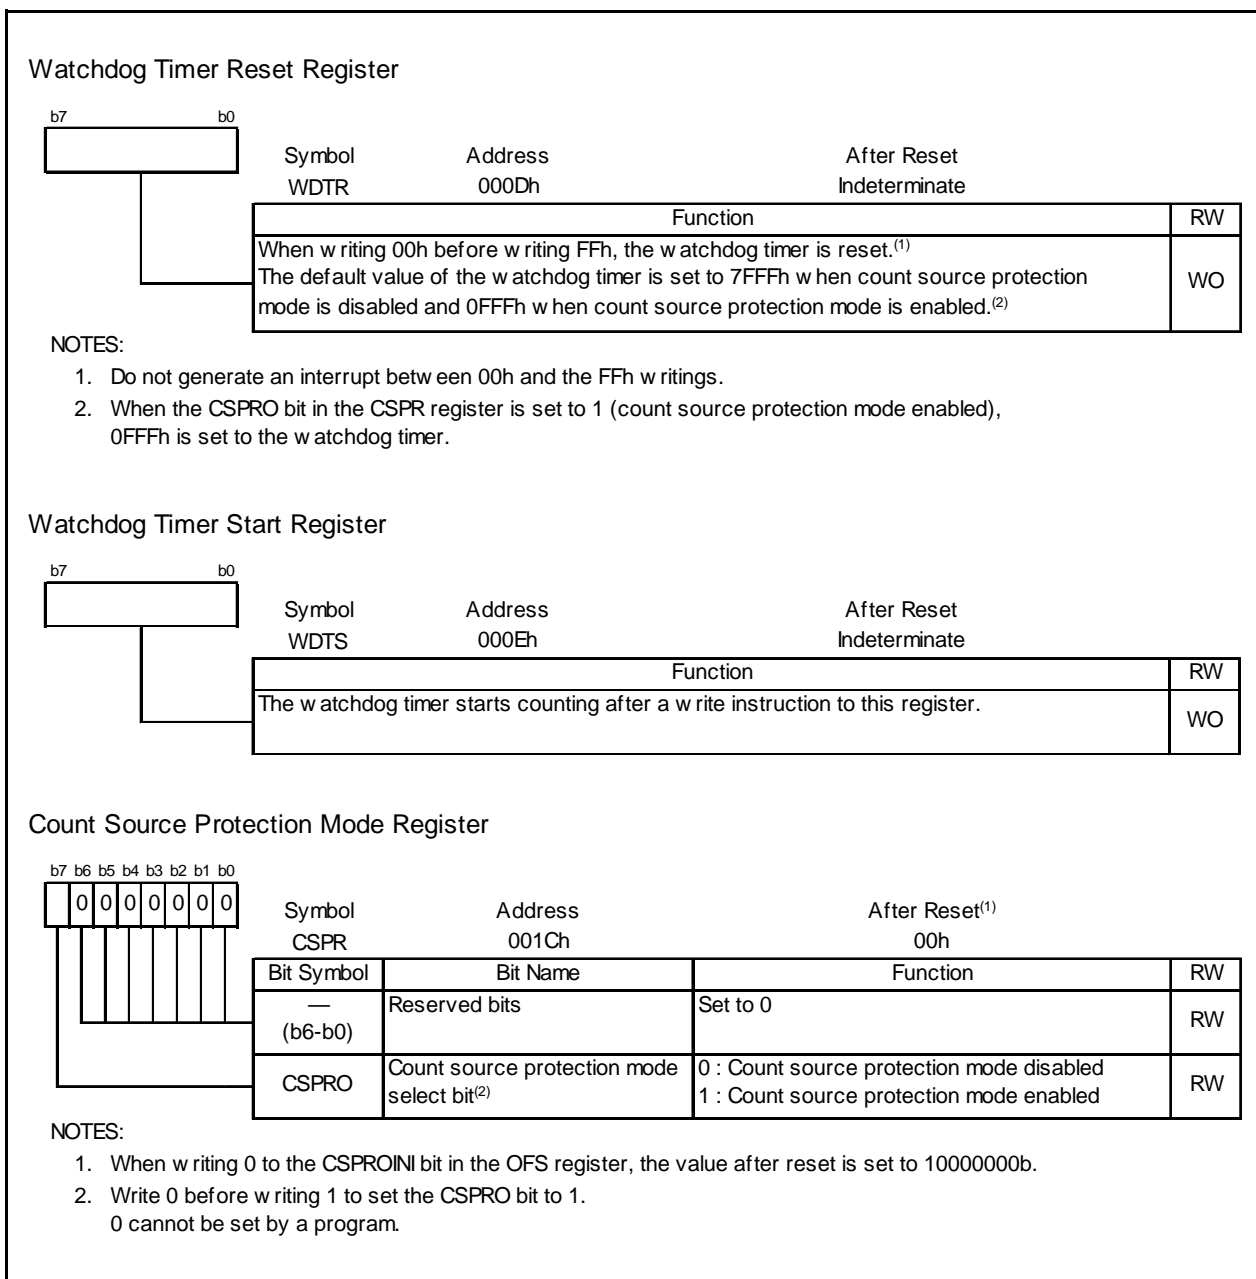 Watchdog Timer Reset Register
b7 b0
Symbol Address After Reset
WDTR 000Dh Indeterminate
Function RW
When writing 00h before writing FFh, the watchdog timer is reset.(1)
The default value of the watchdog timer is set to 7FFFh when count source protection
mode is disabled and 0FFFh when count source protection mode is enabled.(2)
WO
NOTES:
1. Do not generate an interrupt between 00h and the FFh writings.
2. When the CSPRO bit in the CSPR register is set to 1 (count source protection mode enabled),
0FFFh is set to the watchdog timer.
Watchdog Timer Start Register
b7 b0
Symbol Address After Reset
WDTS 000Eh Indeterminate
Function RW
The watchdog timer starts counting after a write instruction to this register.
WO
Count Source Protection Mode Register
b7 b6 b5 b4 b3 b2 b1 b0
0 0 0 0 0 0 0
Symbol Address After Reset(1)
CSPR 001Ch 00h
Bit Symbol Bit Name Function RW
—
(b6-b0)
Reserved bits Set to 0
RW
CSPRO
Count source protection mode
select bit(2)
0 : Count source protection mode disabled
1 : Count source protection mode enabled
RW
NOTES:
1. When writing 0 to the CSPROINI bit in the OFS register, the value after reset is set to 10000000b.
2. Write 0 before writing 1 to set the CSPRO bit to 1.
0 cannot be set by a program.